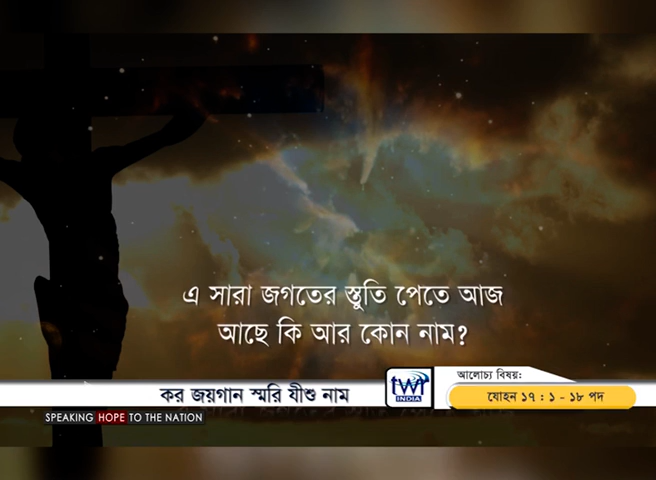 এ সারা জগতের স্তুতি পেতে আজ
আছে কি আর কোন নাম?
কর জয়গান স্মরি যীশু নাম
twr
INDIA
আলোচ্য বিষয়:
যোহন ১৭ : ১ - ১৮ পদ
SPEAKING HOPE TO THE NATION